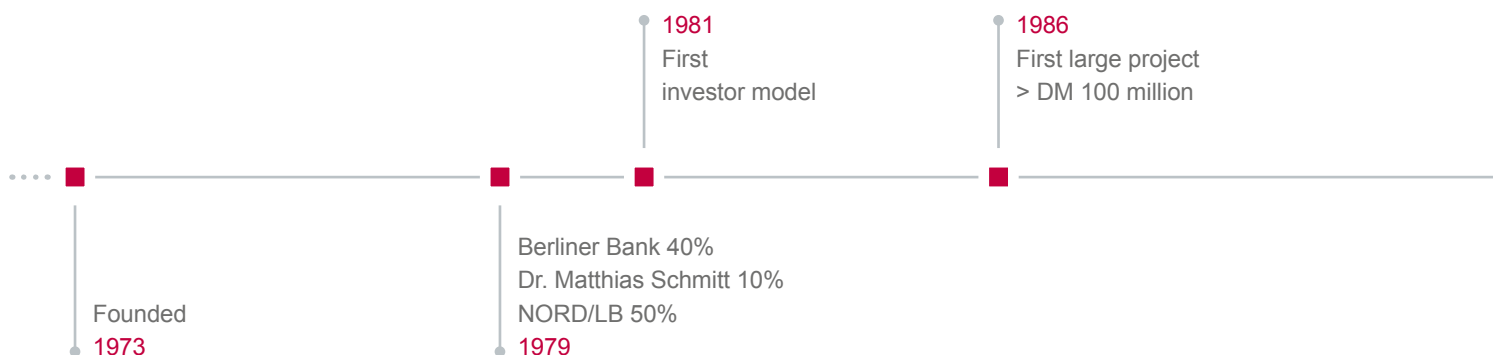 1981
First
investor model
1986
First large project
> DM 100 million
Founded
1973
Berliner Bank 40%
Dr. Matthias Schmitt 10%
NORD/LB 50%
1979